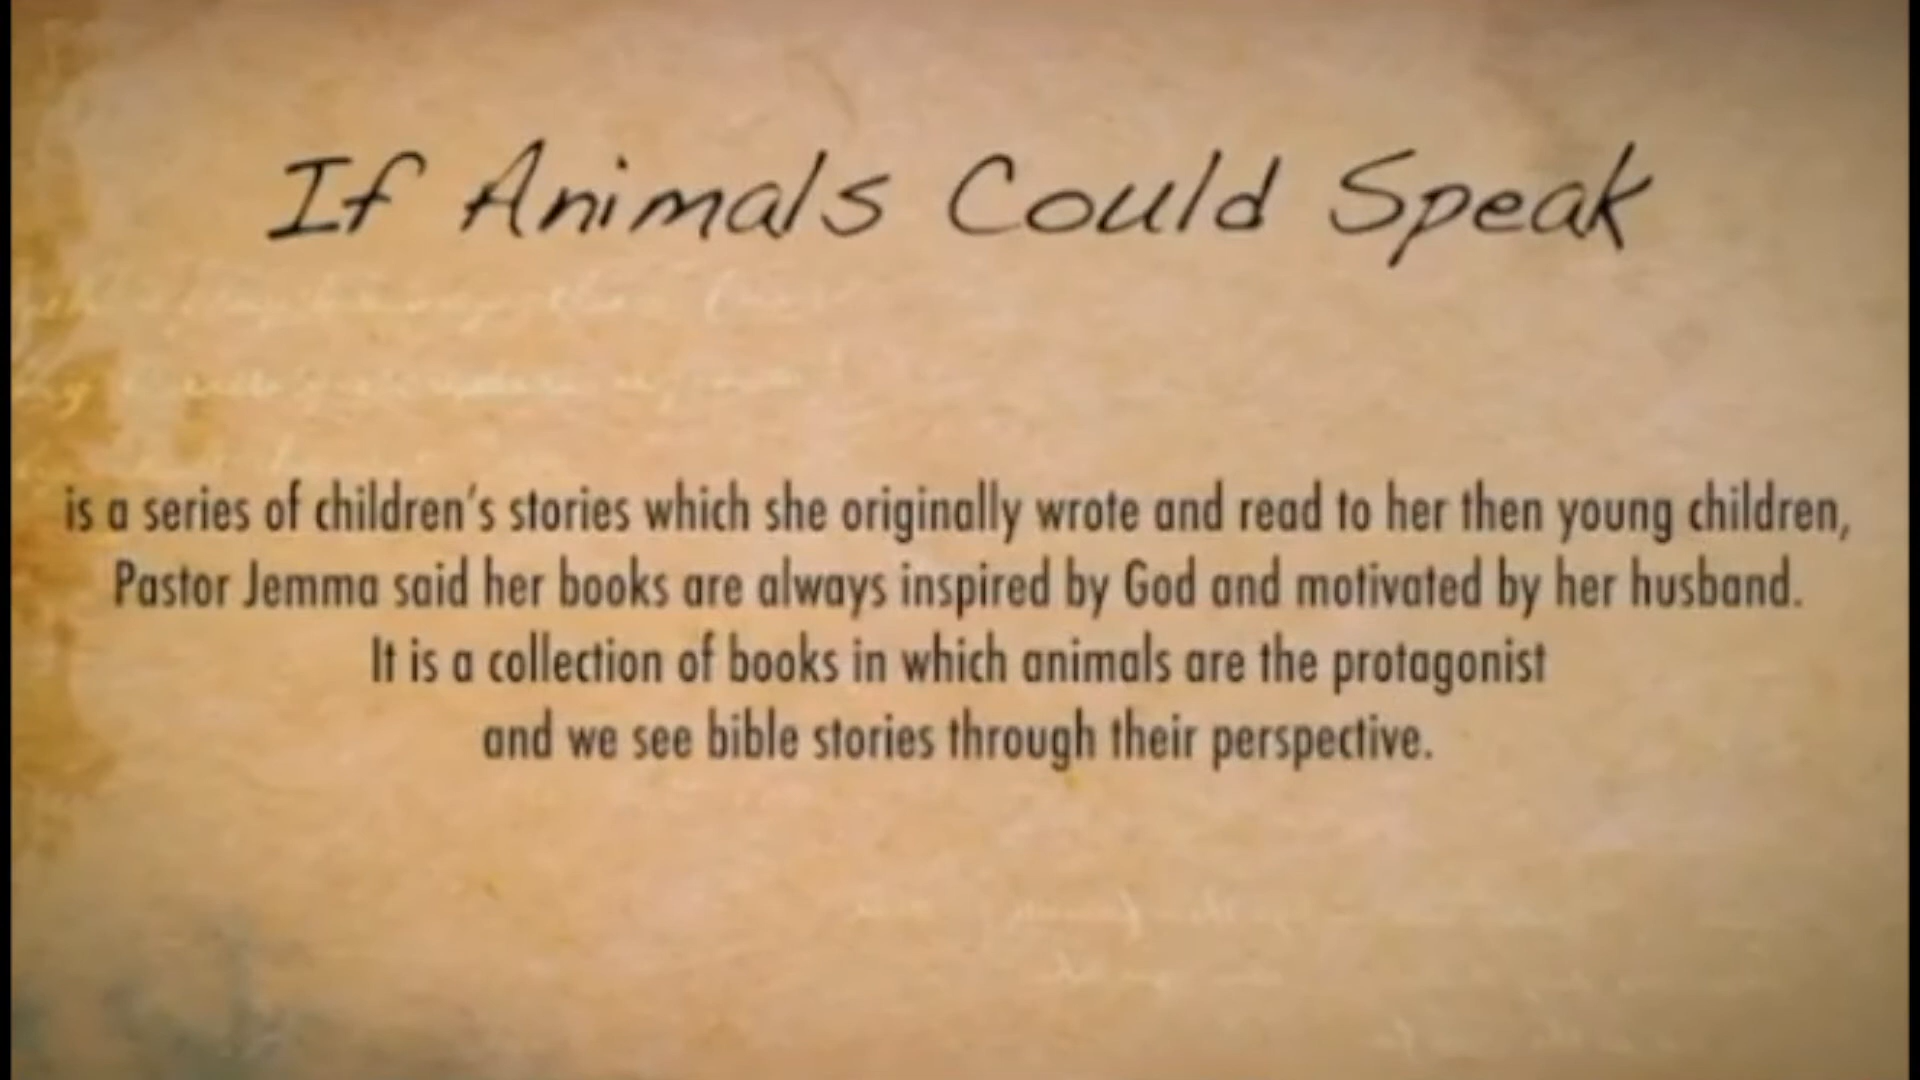 If Animals Could Speak
is a series of children's stories which she originally wrote and read to her then young children,
Pastor Jemma said her books are always inspired by God and motivated by her husband.
It is a collection of books in which animals are the protagonist
and we see bible stories through their perspective.